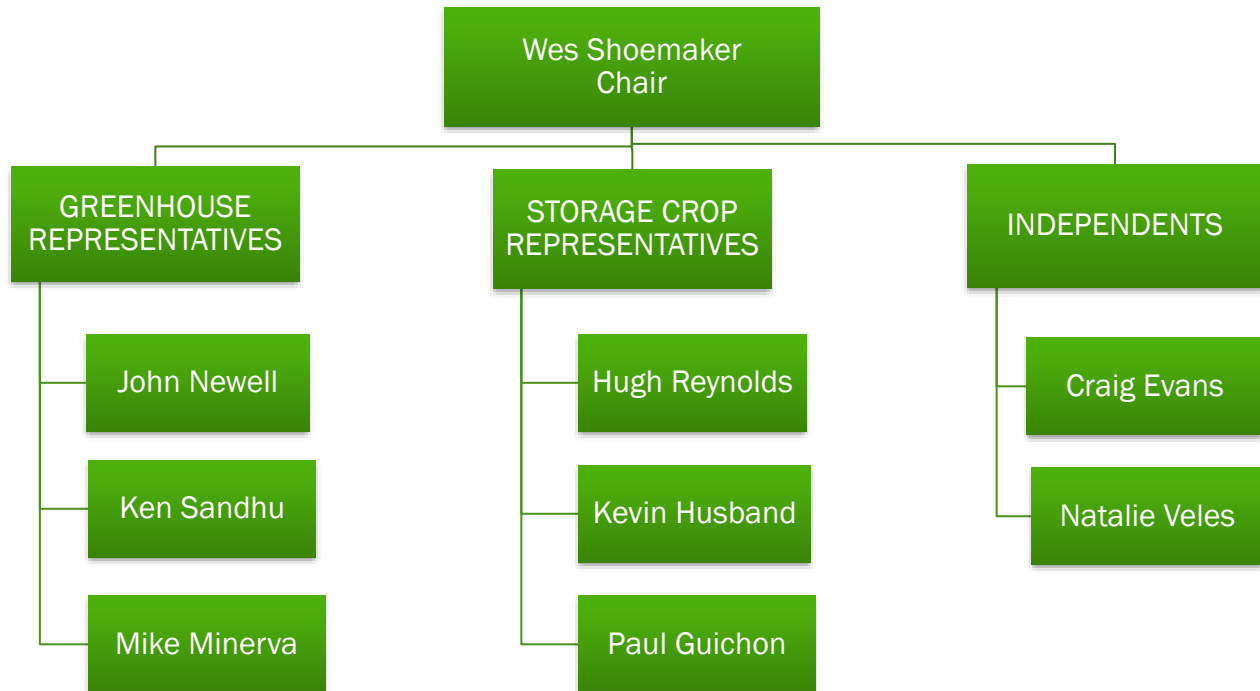 Wes Shoemaker
Chair
GREENHOUSE
REPRESENTATIVES
John Newell
Ken Sandhu
Mike Minerva
STORAGE CROP
REPRESENTATIVES
Hugh Reynolds
Kevin Husband
Paul Guichon
INDEPENDENTS
Craig Evans
Natalie Veles